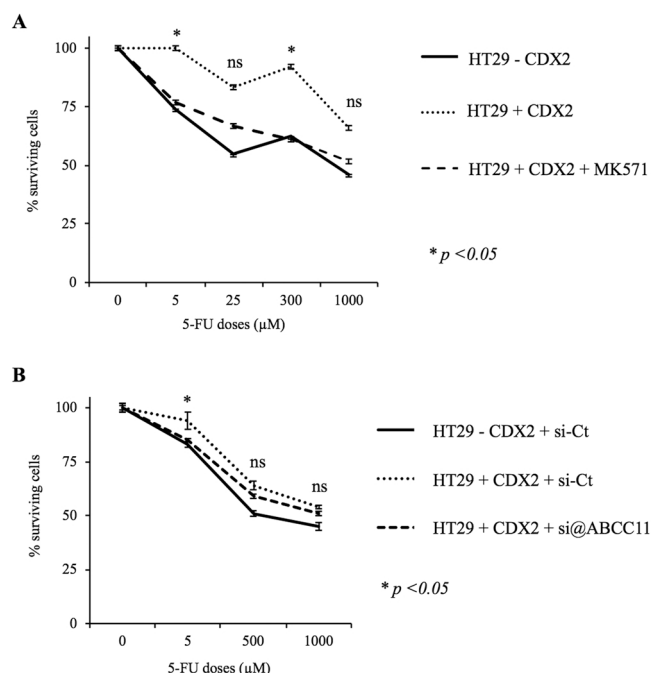 A
% surviving cells
100
75
50
25
0
* ns * ns
0 5 25 300 1000
5-FU doses (µM)
HT29 - CDX2
HT29 + CDX2
HT29 + CDX2 + MK571
* p <0.05
B
% surviving cells
100
75
50
25
0
* ns ns
0 5 500 1000
5-FU doses (µM)
HT29 - CDX2 + si-Ct
HT29 + CDX2 + si-Ct
HT29 + CDX2 + si@ABCC11
* p <0.05